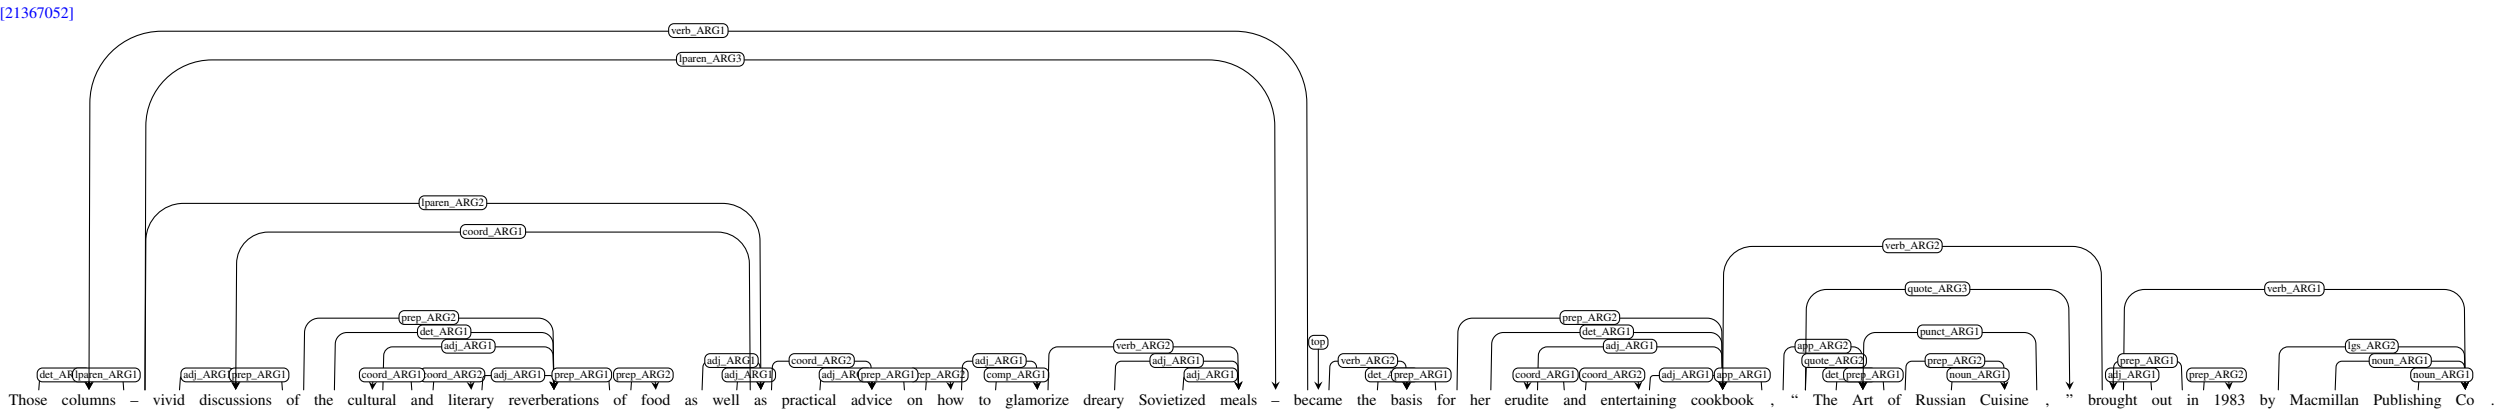 [21367052]
verb_ARG1
lparen_ARG3
lparen_ARG2
coord_ARG1
verb_ARG2
quote_ARG3 verb_ARG1
prep_ARG2 prep_ARG2
det_ARG1 det_ARG1 punct_ARG1
top
adj_ARG1 verb_ARG2 adj_ARG1 app_ARG2 lgs_ARG2
adj_ARG1 coord_ARG2 adj_ARG1 adj_ARG1 verb_ARG2 quote_ARG2 prep_ARG2 prep_ARG1 noun_ARG1
lparen_ARG1 prep_ARG1 coord_ARG1 adj_ARG1 prep_ARG1 prep_ARG2 adj_ARG1 prep_ARG1 comp_ARG1 adj_ARG1 prep_ARG1 coord_ARG1 coord_ARG2 adj_ARG1 app_ARG1 prep_ARG1 noun_ARG1 adj_ARG1 prep_ARG2 noun_ARG1
Those columns – vivid discussions of the cultural and literary reverberations of food as well as practical advice on how to glamorize dreary Sovietized meals – became the basis for her erudite and entertaining cookbook , “ The Art of Russian Cuisine , ” brought out in 1983 by Macmillan Publishing Co .